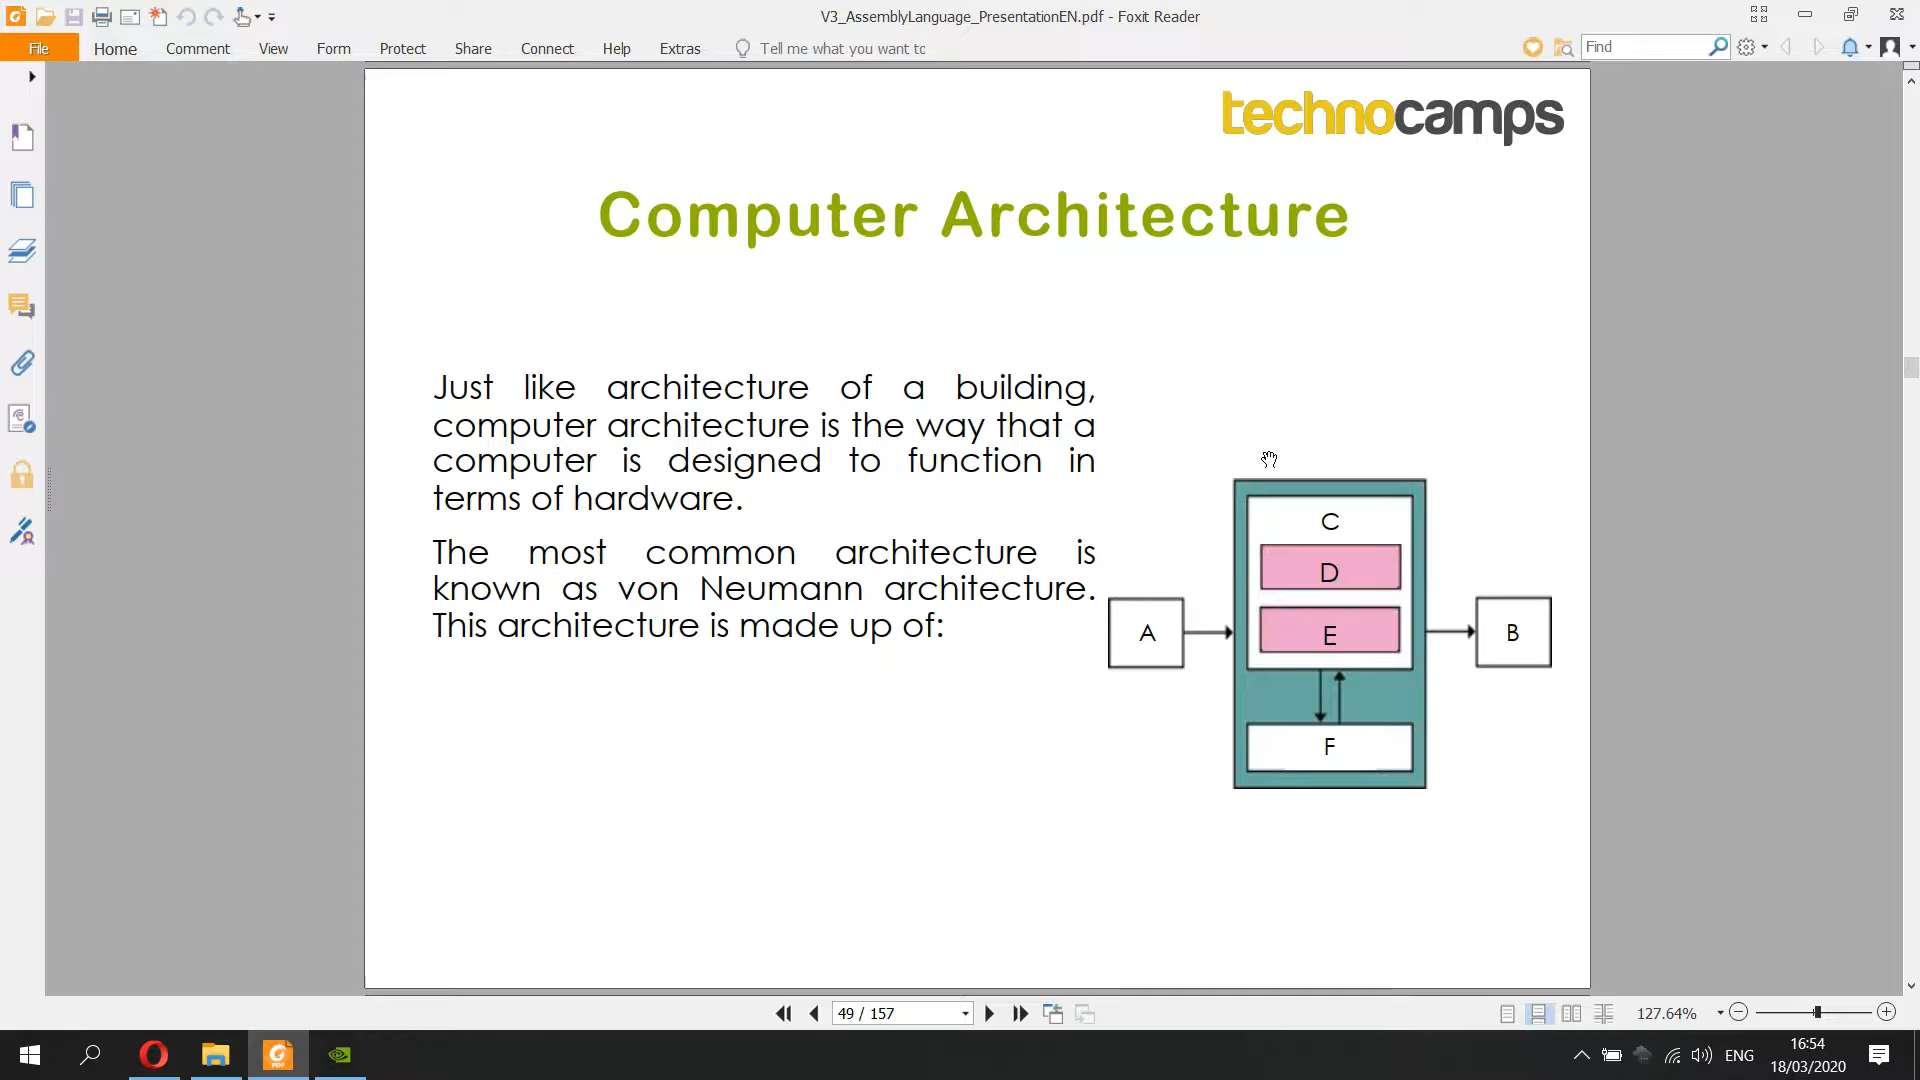 V3_AssemblyLanguage_PresentationEN.pdf - Foxit Reader
File Home Comment View Form Protect Share Connect Help Extras Tell me what you want to Find
technocamps
Computer Architecture
Just like architecture of a building,
computer architecture is the way that a
computer is designed to function in
terms of hardware.
The most common architecture is
known as von Neumann architecture.
This architecture is made up of:
C
D
A E B
F
49 / 157 127.64%
ENG 16:54
18/03/2020